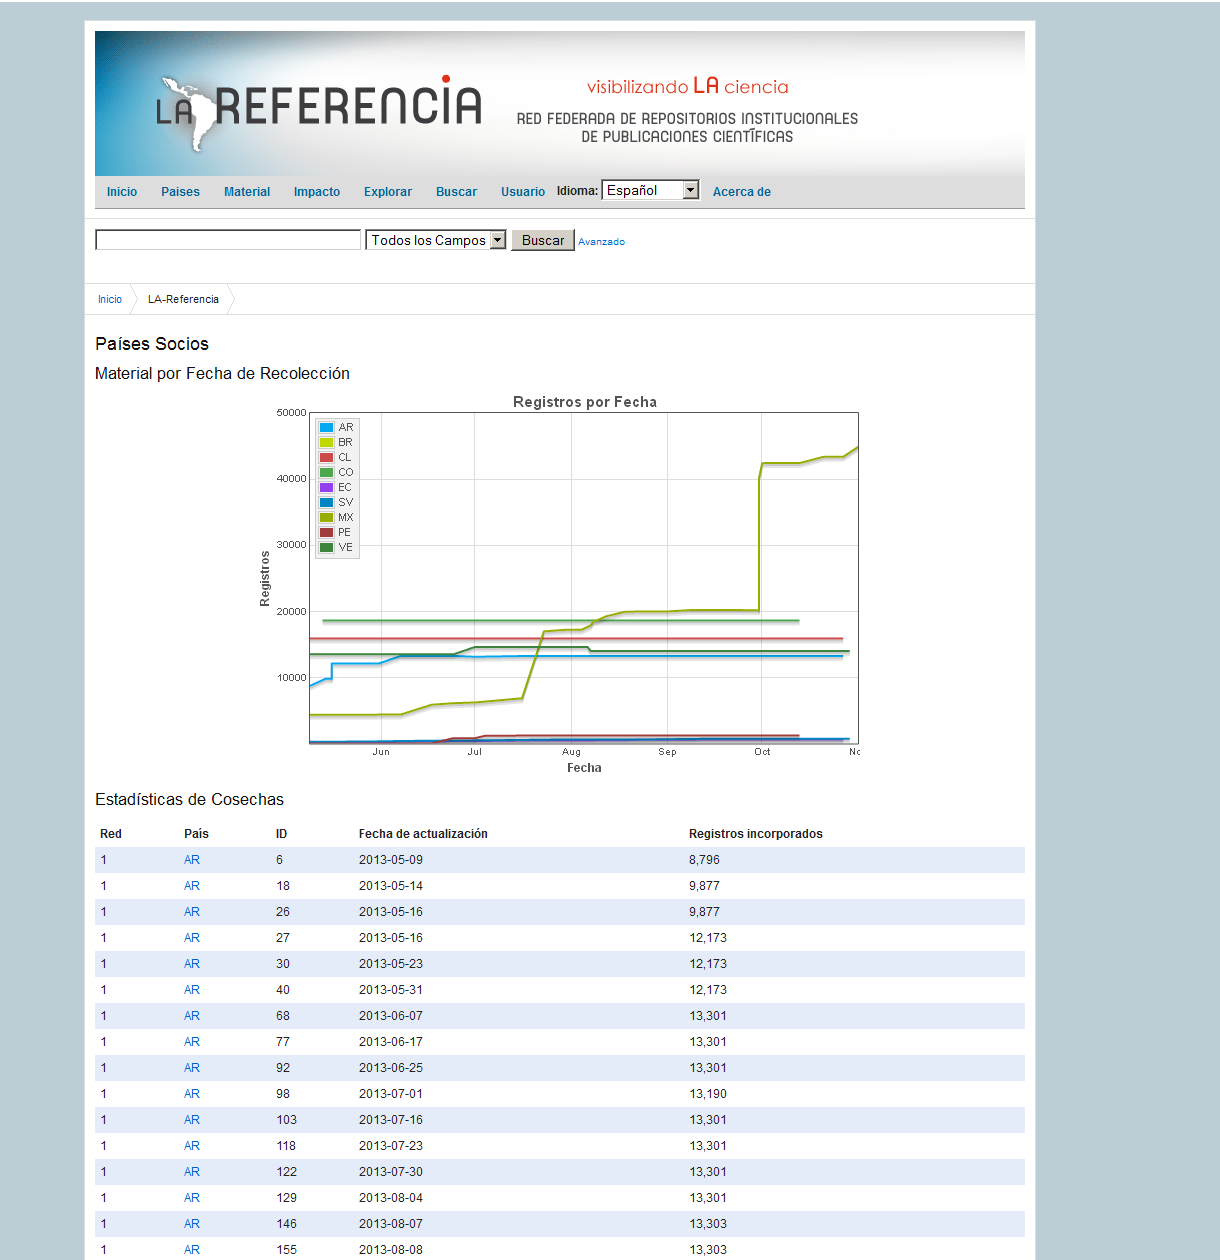 LA REFERENCIA
visibilizando LA ciencia
RED FEDERADA DE REPOSITORIOS INSTITUCIONALES
DE PUBLICACIONES CIENTÍFICAS
Inicio Paises Material Impacto Explorar Buscar Usuario Idioma: Español Acerca de
Todos los Campos Buscar Avanzado
Inicio LA-Referencia
Países Socios
Material por Fecha de Recolección
Registros por Fecha
50000
40000
30000
20000
10000
Registros
AR
BR
CL
CO
EC
SV
MX
PE
VE
Jun Jul Aug Sep Oct No
Fecha
Estadísticas de Cosechas
Red País ID Fecha de actualización Registros incorporados
1 AR 6 2013-05-09 8,796
1 AR 18 2013-05-14 9,877
1 AR 26 2013-05-16 9,877
1 AR 27 2013-05-16 12,173
1 AR 30 2013-05-23 12,173
1 AR 40 2013-05-31 12,173
1 AR 68 2013-06-07 13,301
1 AR 77 2013-06-17 13,301
1 AR 92 2013-06-25 13,301
1 AR 98 2013-07-01 13,190
1 AR 103 2013-07-16 13,301
1 AR 118 2013-07-23 13,301
1 AR 122 2013-07-30 13,301
1 AR 129 2013-08-04 13,301
1 AR 146 2013-08-07 13,303
1 AR 155 2013-08-08 13,303